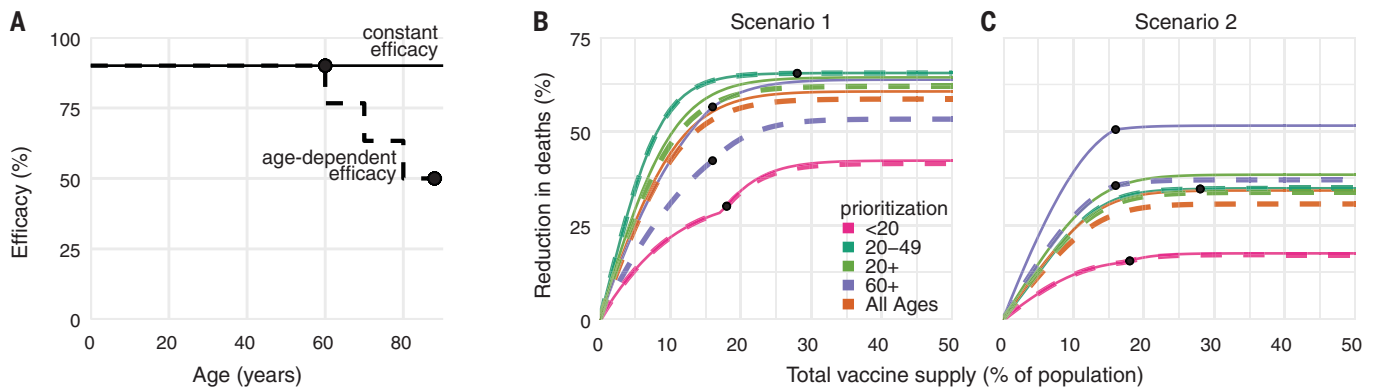 A
Efficacy (%)
100
75
50
25
0
constant
efficacy
age-dependent
efficacy
0
20
40
60
80
Age (years)
B
Scenario 1
Reduction in deaths (%)
75
50
25
0
prioritization
<20
20–49
20+
60+
All Ages
0
10
20
30
40
50
C
Scenario 2
0
10
20
30
40
50
Total vaccine supply (% of population)